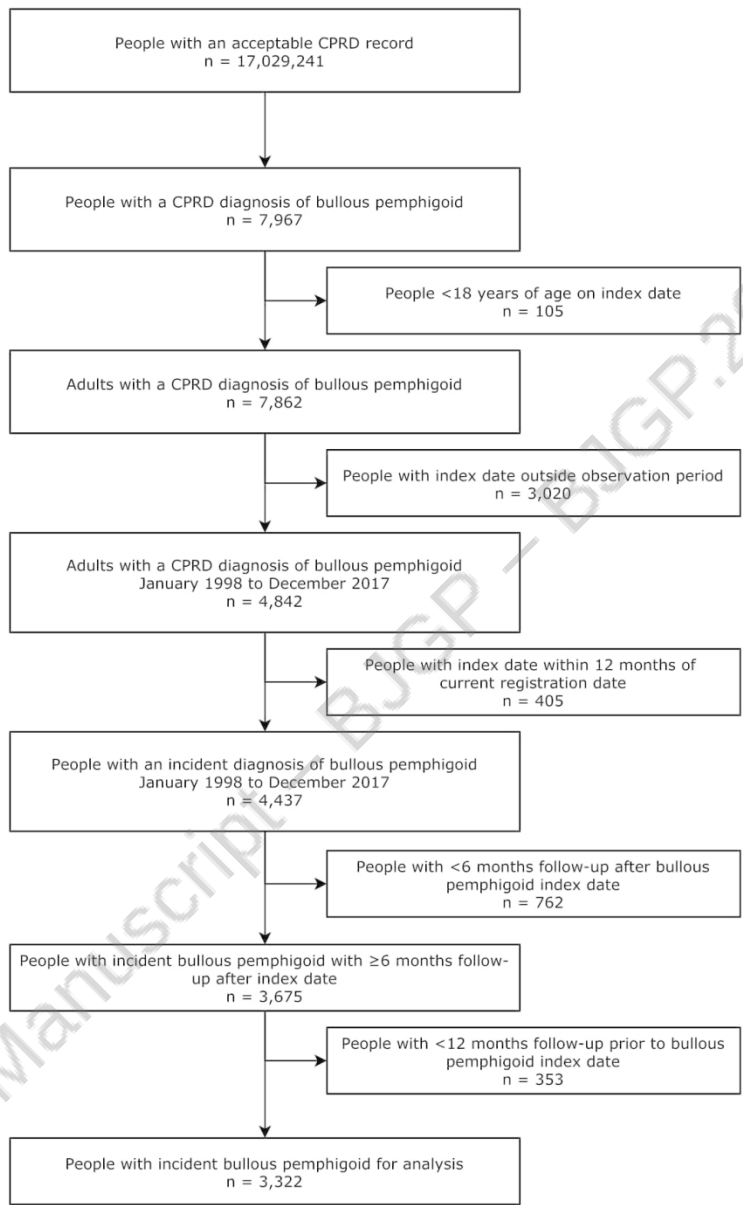 People with an acceptable CPRD record
n = 17,029,241
People with a CPRD diagnosis of bullous pemphigoid
n = 7,967
People <18 years of age on index date
n = 105
Adults with a CPRD diagnosis of bullous pemphigoid
n = 7,862
People with index date outside observation period
n = 3,020
Adults with a CPRD diagnosis of bullous pemphigoid
January 1998 to December 2017
n = 4,842
People with index date within 12 months of
current registration date
n = 405
People with an incident diagnosis of bullous pemphigoid
January 1998 to December 2017
n = 4,437
People with <6 months follow-up after bullous
pemphigoid index date
n = 762
People with incident bullous pemphigoid with ≥6 months follow-
up after index date
n = 3,675
People with <12 months follow-up prior to bullous
pemphigoid index date
n = 353
People with incident bullous pemphigoid for analysis
n = 3,322
Manuscript – BJGP – BJGP.2